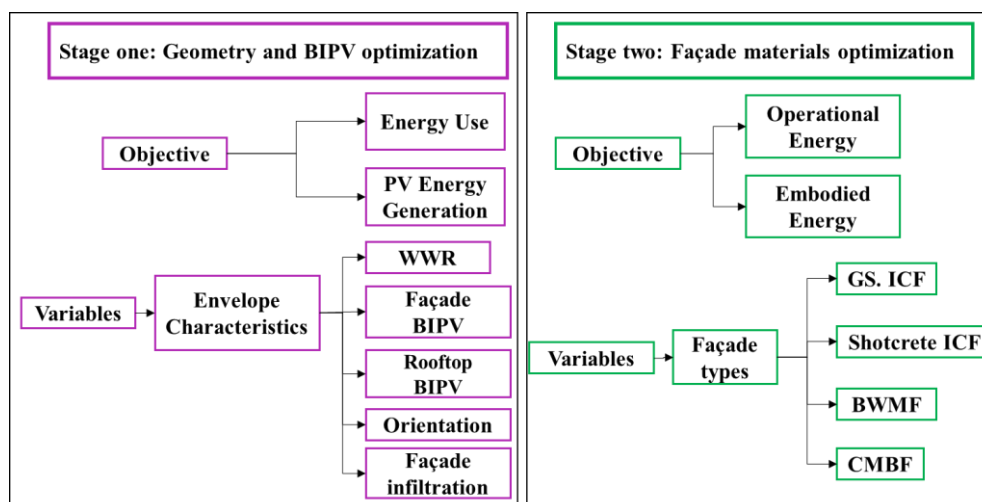 Stage one: Geometry and BIPV optimization
Energy Use
Objective
PV Energy
Generation
WWR
Variables
Envelope
Characteristics
Façade
BIPV
Rooftop
BIPV
Orientation
Façade
infiltration
Stage two: Façade materials optimization
Operational
Energy
Objective
Embodied
Energy
GS. ICF
Shotcrete ICF
Variables
Façade
types
BWMF
CMBF